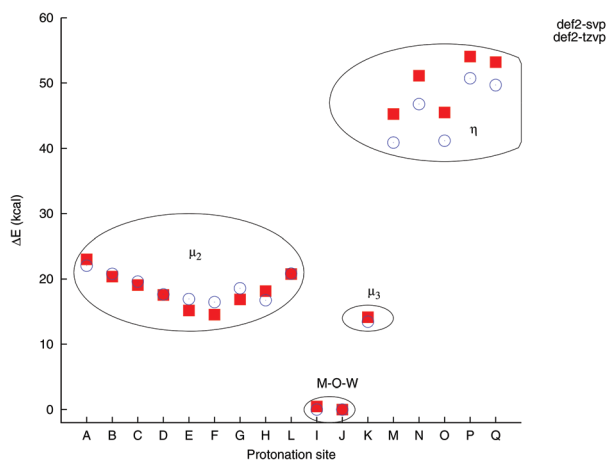 def2-svp
def2-tzvp
60
50
40
30
20
10
0
ΔE (kcal)
η
μ2
μ3
M-O-W
A B C D E F G H L I J K M N O P Q
Protonation site